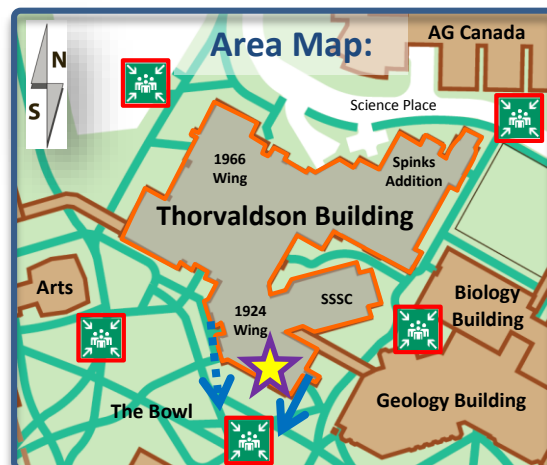 Area Map:
AG Canada
N
S
Science Place
1966
Wing
Spinks
Addition
Thorvaldson Building
Arts
SSSC
1924
Wing
Biology
Building
The Bowl
Geology Building